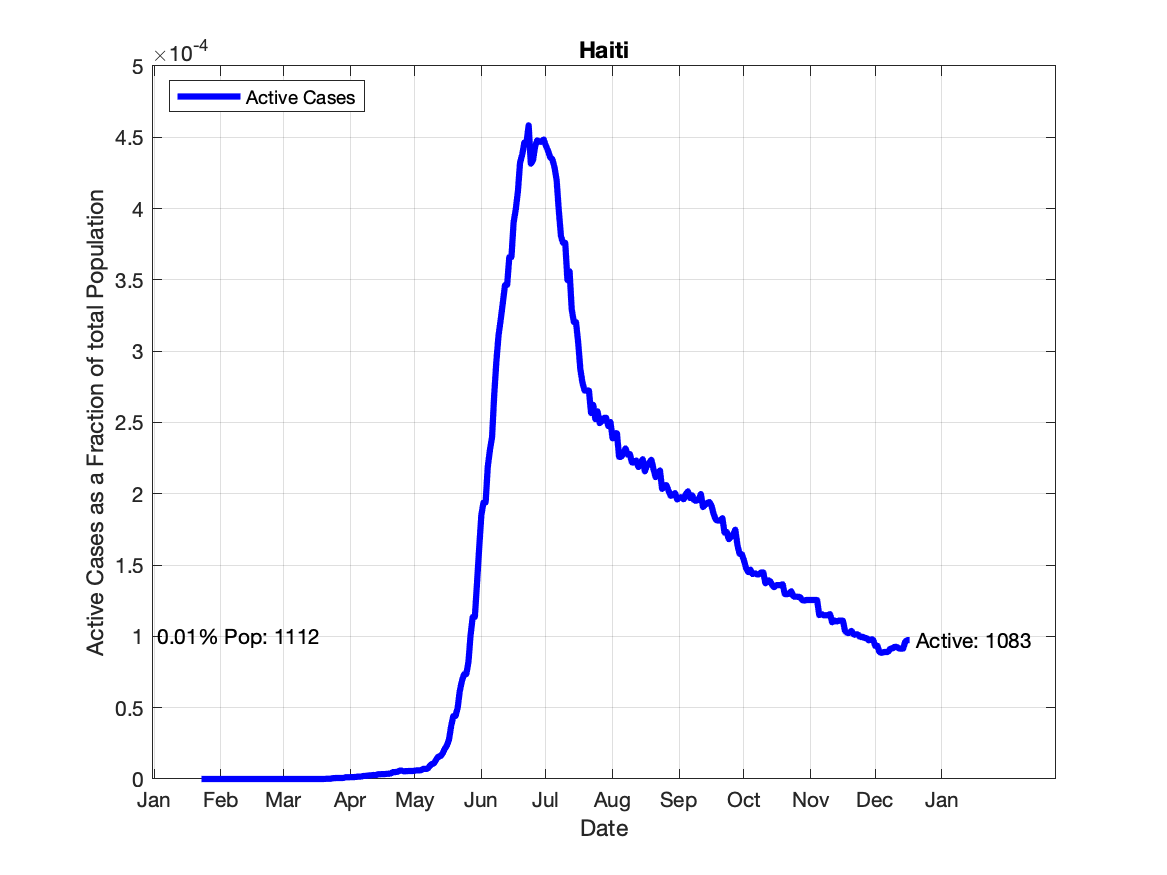 Haiti
×10-4
Active Cases
5
4.5
4
3.5
3
2.5
2
1.5
1
0.5
0
Active Cases as a Fraction of total Population
0.01% Pop: 1112
Active: 1083
Jan Feb Mar Apr May Jun Jul Aug Sep Oct Nov Dec Jan
Date